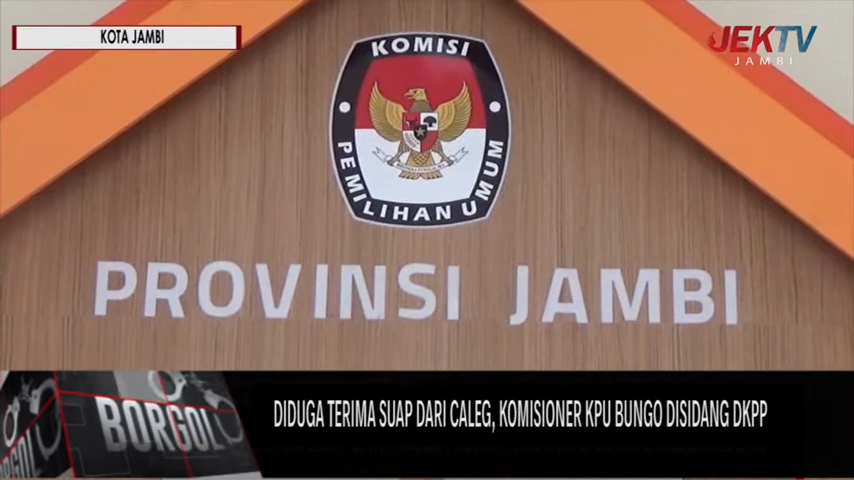 KOTA JAMBI
JEKTV
JAMBI
KOMISI
PEMILIHAN UMUM
PROVINSI JAMBI
BORGOL
BORGOL
DIDUGA TERIMA SUAP DARI CALEG, KOMISIONER KPU BUNGO DISIDANG DKPP